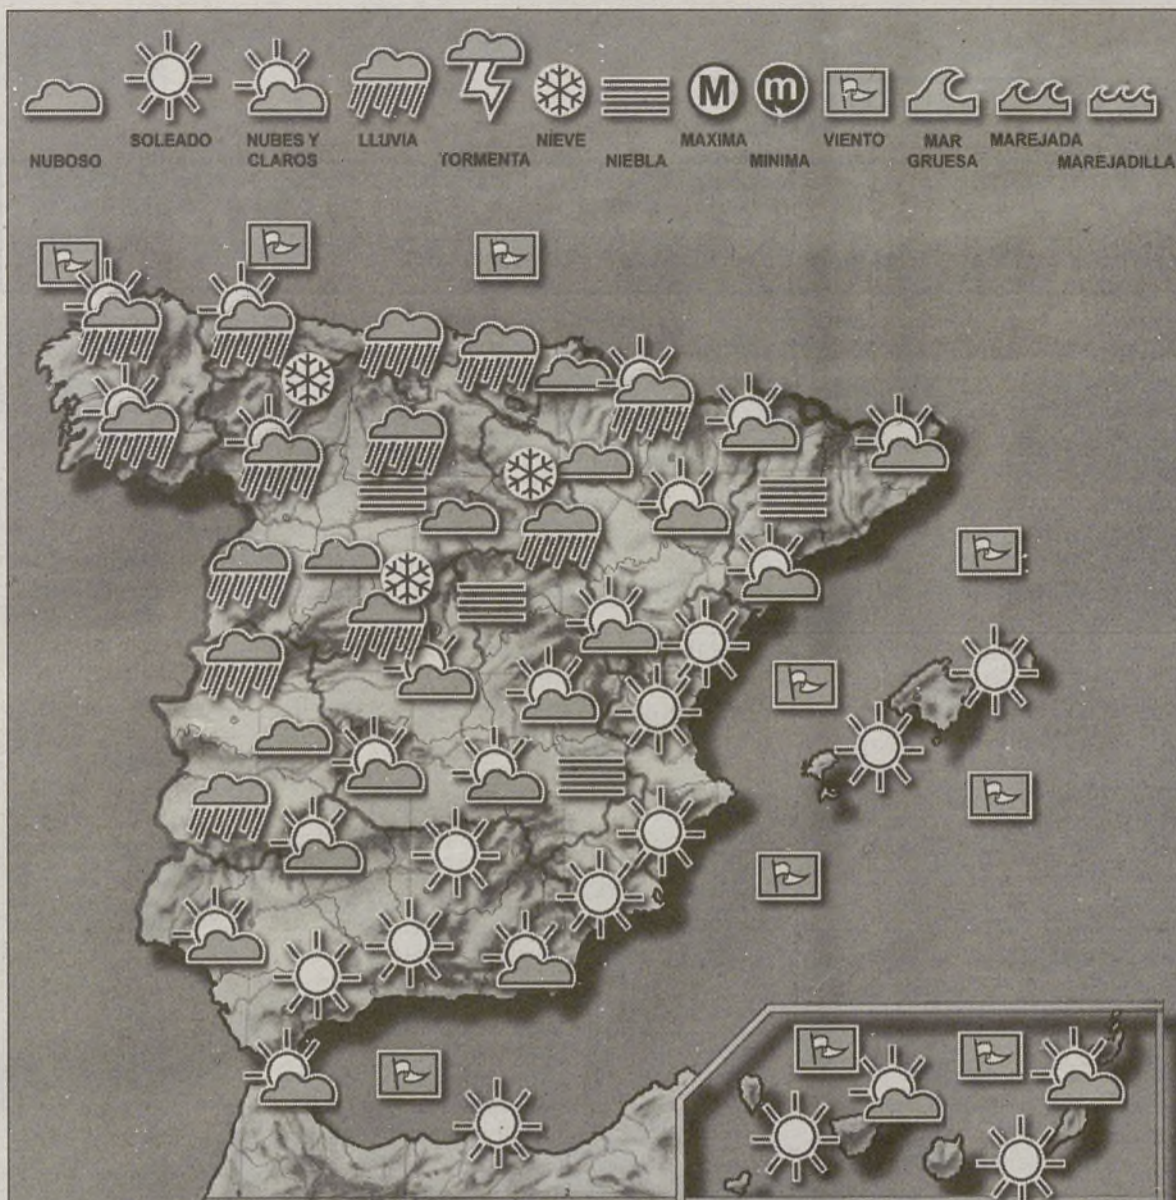 NUBOSO
SOLEADO
NUBES Y
CLAROS
LLUVIA
TORMENTA
NIEVE
NIEBLA
M
MAXIMA
m
MINIMA
VIENTO
MAR
GRUESA
MAREJADA
MAREJADILLA